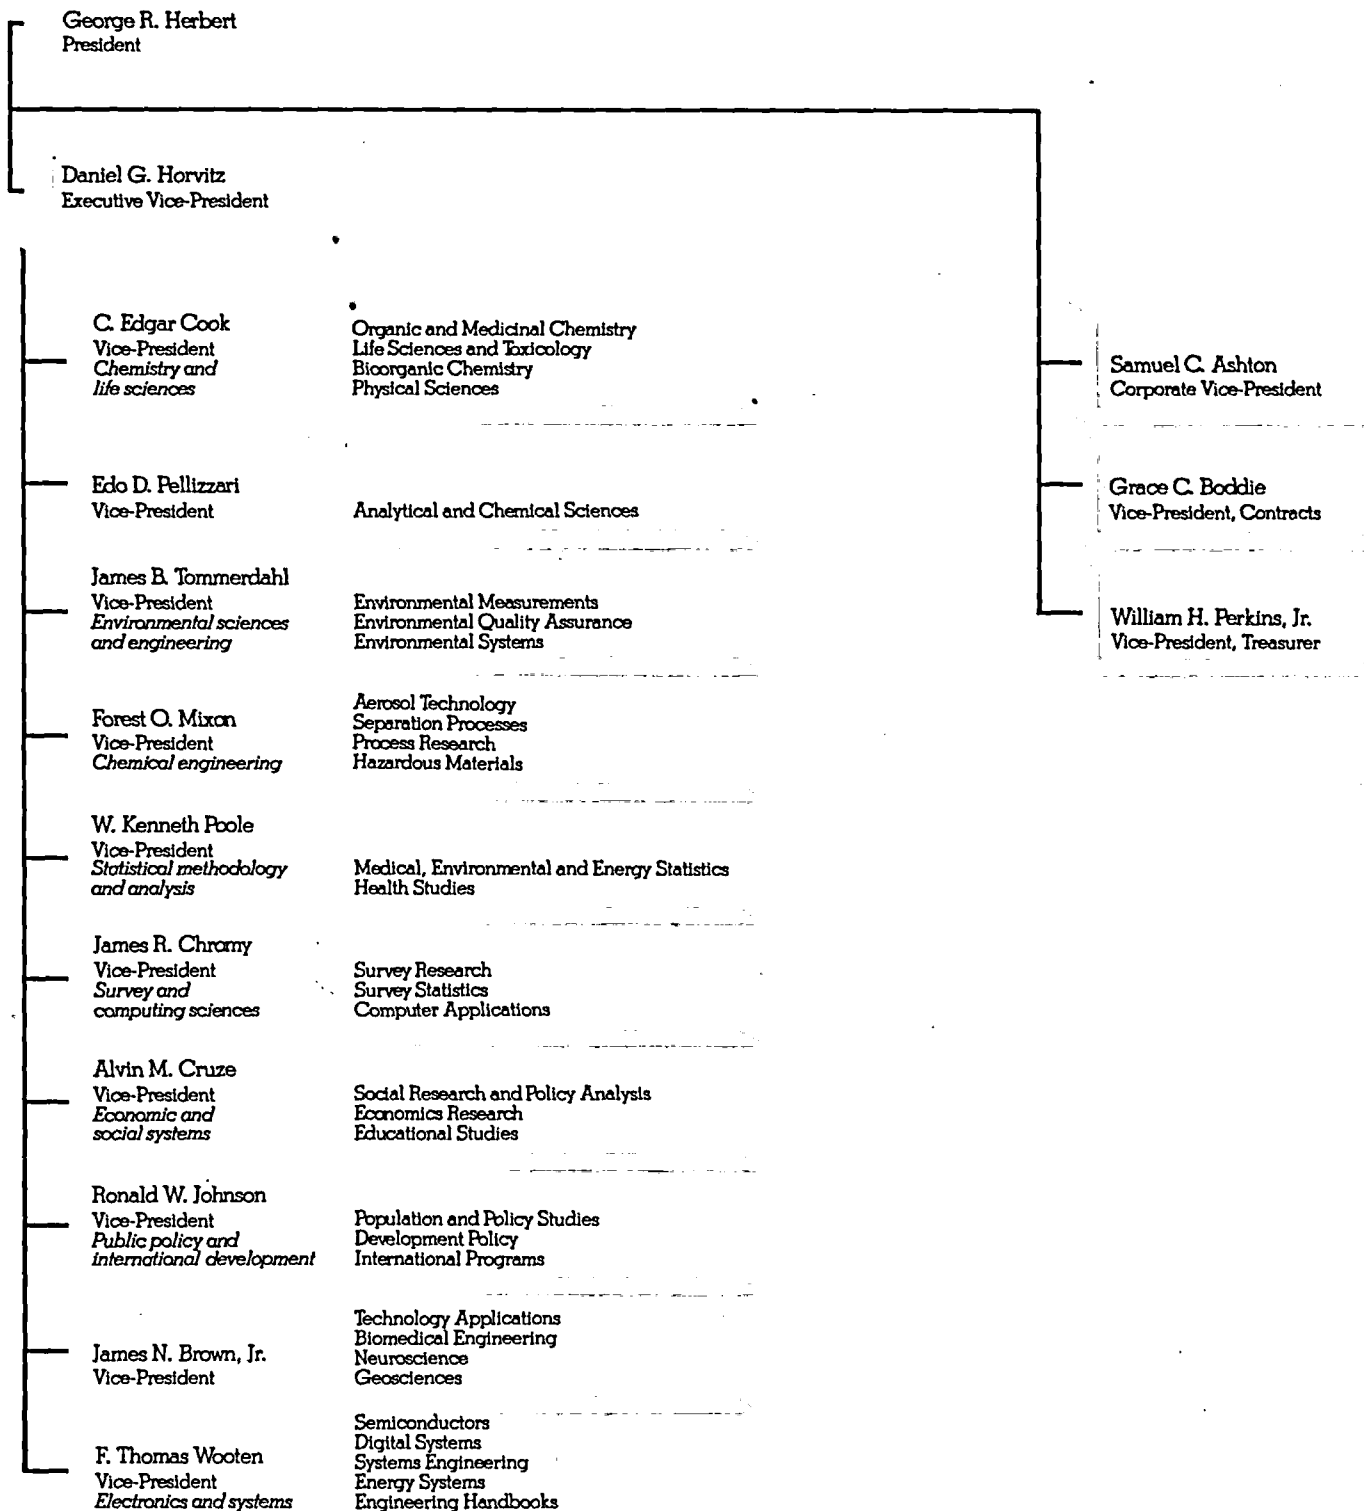 George R. Herbert
President
Daniel G. Horvitz
Executive Vice-President
C. Edgar Cook
Vice-President
Chemistry and
life sciences
Organic and Medicinal Chemistry
Life Sciences and Toxicology
Bioorganic Chemistry
Physical Sciences
Samuel C. Ashton
Corporate Vice-President
Edo D. Pellizzari
Vice-President
Analytical and Chemical Sciences
Grace C. Boddie
Vice-President, Contracts
James B. Tommerdahl
Vice-President
Environmental sciences
and engineering
Environmental Measurements
Environmental Quality Assurance
Environmental Systems
William H. Perkins, Jr.
Vice-President, Treasurer
Forest O. Mixon
Vice-President
Chemical engineering
Aerosol Technology
Separation Processes
Process Research
Hazardous Materials
W. Kenneth Poole
Vice-President
Statistical methodology
and analysis
Medical, Environmental and Energy Statistics
Health Studies
James R. Chromy
Vice-President
Survey and
computing sciences
Survey Research
Survey Statistics
Computer Applications
Alvin M. Cruze
Vice-President
Economic and
social systems
Social Research and Policy Analysis
Economics Research
Educational Studies
Ronald W. Johnson
Vice-President
Public policy and
international development
Population and Policy Studies
Development Policy
International Programs
James N. Brown, Jr.
Vice-President
Technology Applications
Biomedical Engineering
Neuroscience
Geosciences
F. Thomas Wooten
Vice-President
Electronics and systems
Semiconductors
Digital Systems
Systems Engineering
Energy Systems
Engineering Handbooks